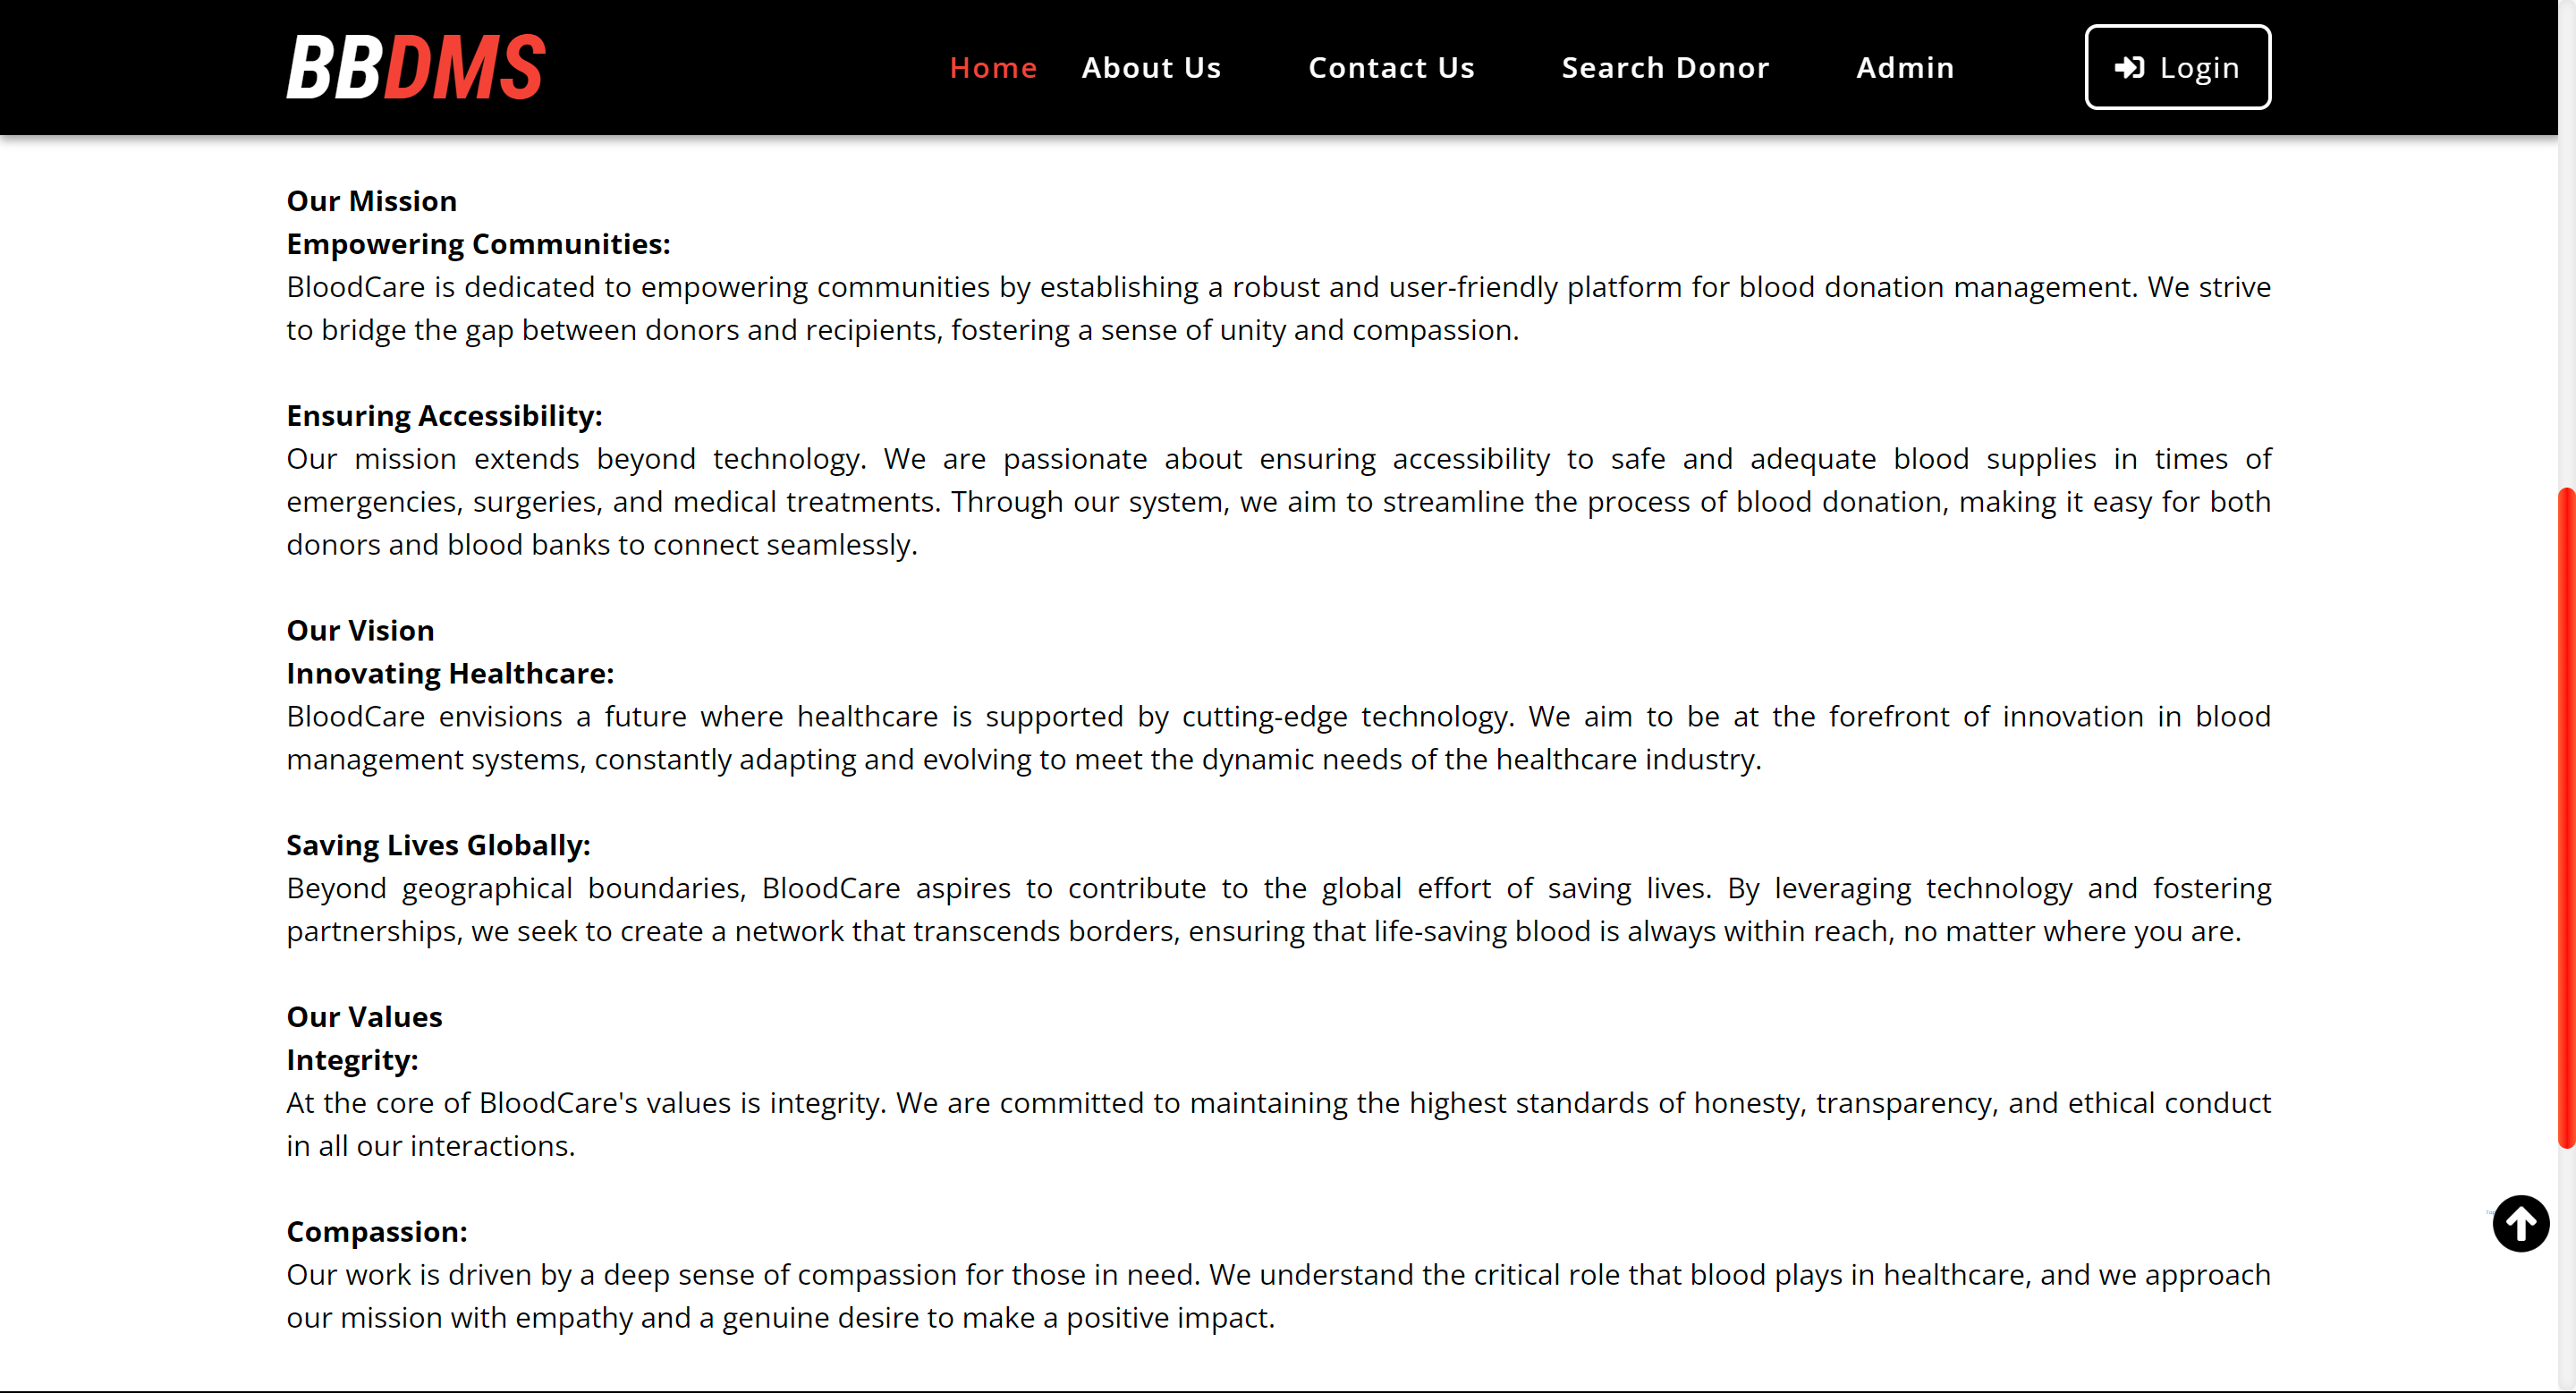 BBDMS
Home
About Us
Contact Us
Search Donor
Admin
Login
Our Mission
Empowering Communities:
BloodCare is dedicated to empowering communities by establishing a robust and user-friendly platform for blood donation management. We strive
to bridge the gap between donors and recipients, fostering a sense of unity and compassion.
Ensuring Accessibility:
Our mission extends beyond technology. We are passionate about ensuring accessibility to safe and adequate blood supplies in times of
emergencies, surgeries, and medical treatments. Through our system, we aim to streamline the process of blood donation, making it easy for both
donors and blood banks to connect seamlessly.
Our Vision
Innovating Healthcare:
BloodCare envisions a future where healthcare is supported by cutting-edge technology. We aim to be at the forefront of innovation in blood
management systems, constantly adapting and evolving to meet the dynamic needs of the healthcare industry.
Saving Lives Globally:
Beyond geographical boundaries, BloodCare aspires to contribute to the global effort of saving lives. By leveraging technology and fostering
partnerships, we seek to create a network that transcends borders, ensuring that life-saving blood is always within reach, no matter where you are.
Our Values
Integrity:
At the core of BloodCare's values is integrity. We are committed to maintaining the highest standards of honesty, transparency, and ethical conduct
in all our interactions.
Compassion:
Our work is driven by a deep sense of compassion for those in need. We understand the critical role that blood plays in healthcare, and we approach
our mission with empathy and a genuine desire to make a positive impact.